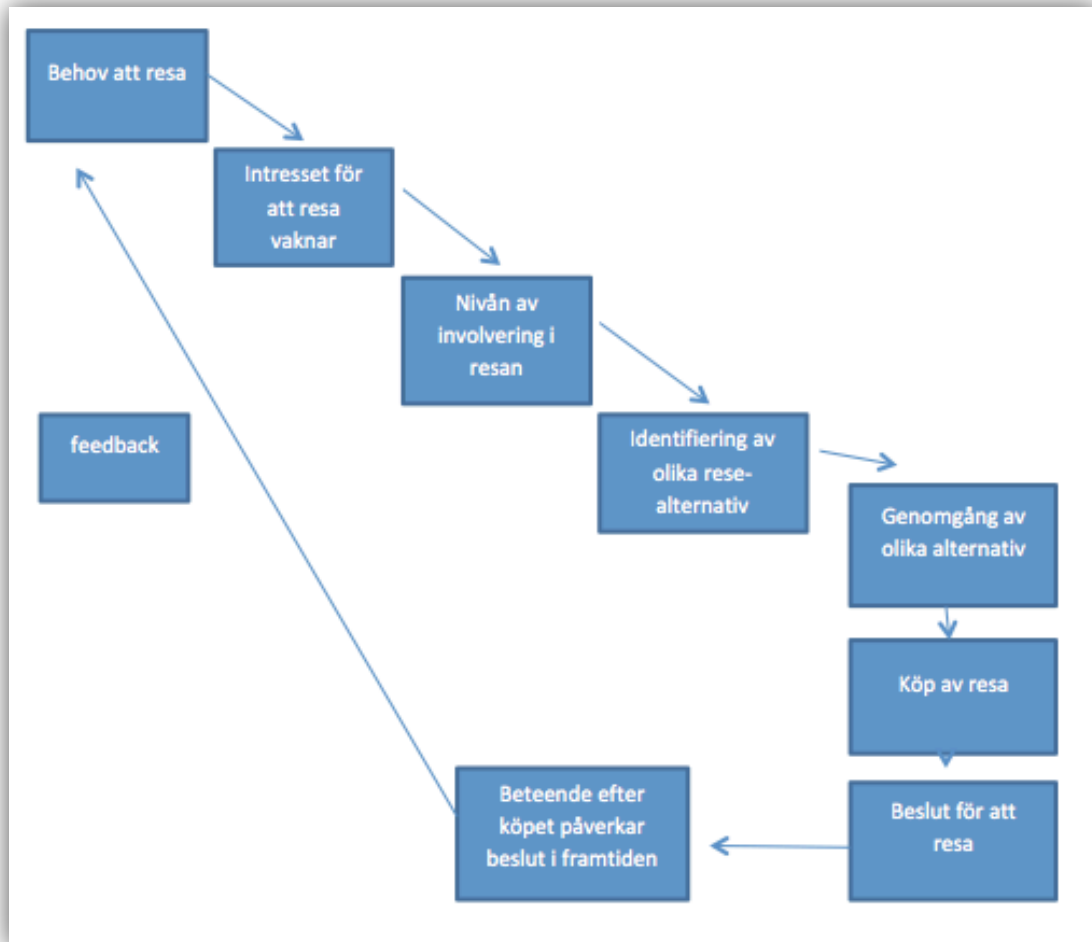 Behov att resa
Intresset för
att resa
vaknar
Nivån av
involvering i
resan
feedback
Identifiering av
olika rese-
alternativ
Genomgång av
olika alternativ
Köp av resa
Beslut för att
resa
Beteende efter
köpet påverkar
beslut i framtiden